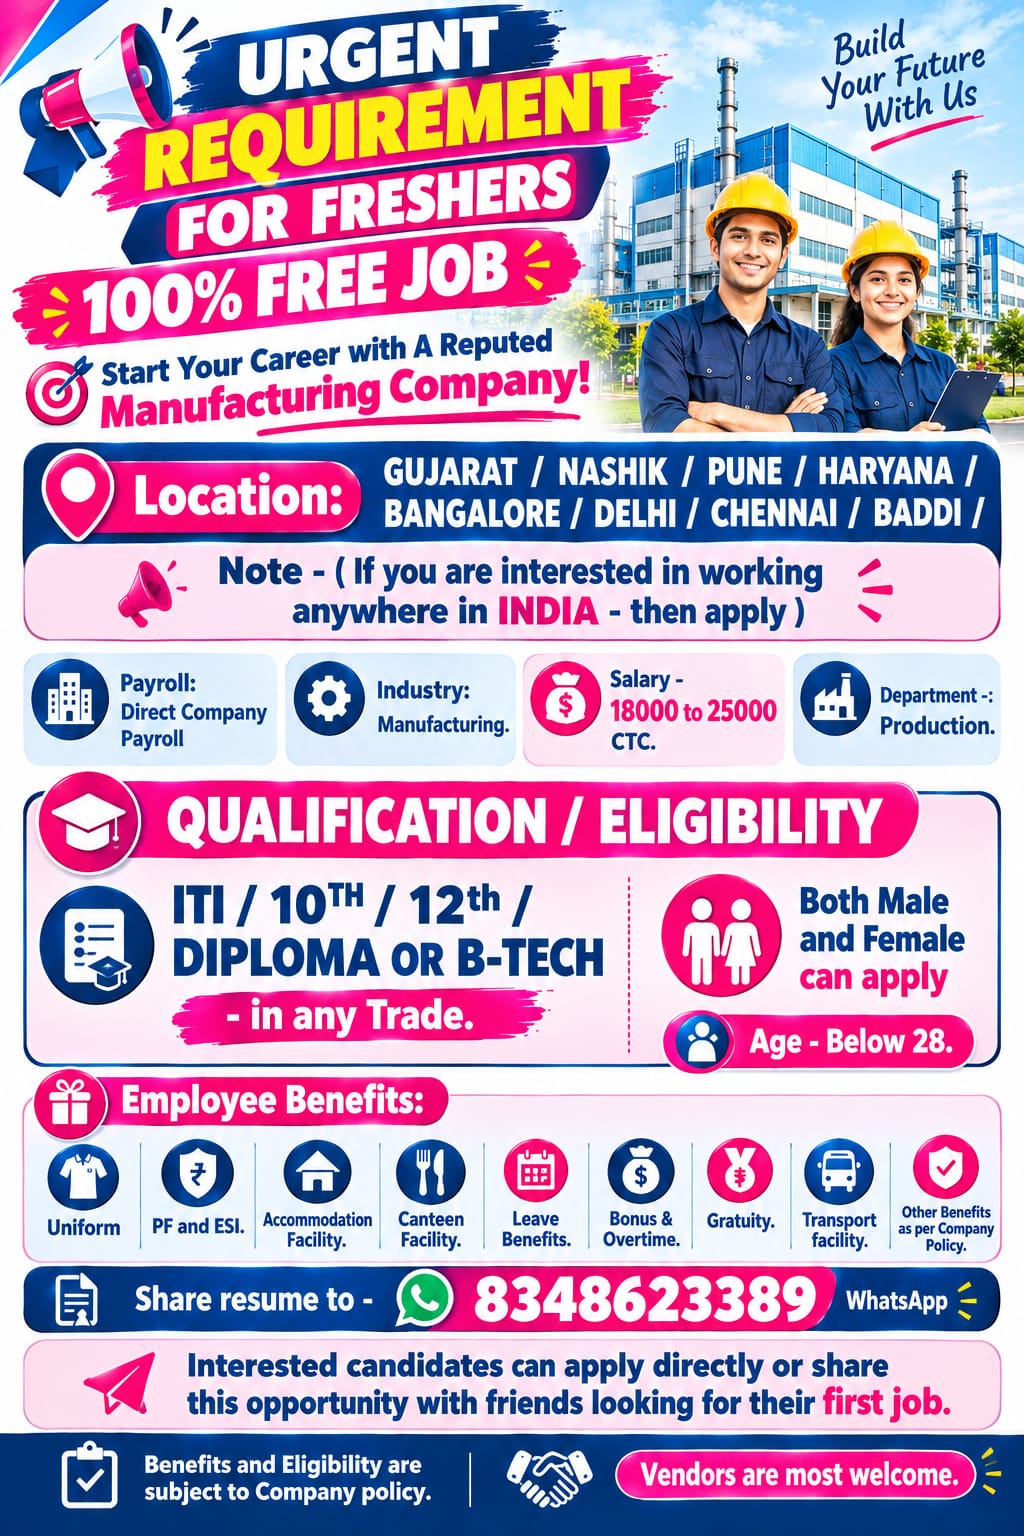 URGENT
REQUIREMENT
FOR FRESHERS
100% FREE JOB
Start Your Career with A Reputed
Manufacturing Company!
Build
Your Future
With Us
Location:
GUJARAT / NASHIK / PUNE / HARYANA /
BANGALORE / DELHI / CHENNAI / BADDI /
Note - ( If you are interested in working
anywhere in INDIA - then apply )
Payroll:
Direct Company
Payroll
Industry:
Manufacturing.
Salary -
18000 to 25000
CTC.
Department -:
Production.
QUALIFICATION / ELIGIBILITY
ITI / 10TH / 12th /
DIPLOMA OR B-TECH
- in any Trade.
Both Male
and Female
can apply
Age - Below 28.
Employee Benefits:
Uniform
PF and ESI.
Accommodation
Facility.
Canteen
Facility.
Leave
Benefits.
Bonus &
Overtime.
Gratuity.
Transport
facility.
Other Benefits
as per Company
Policy.
Share resume to -
8348623389
WhatsApp
Interested candidates can apply directly or share
this opportunity with friends looking for their first job.
Benefits and Eligibility are
subject to Company policy.
Vendors are most welcome.